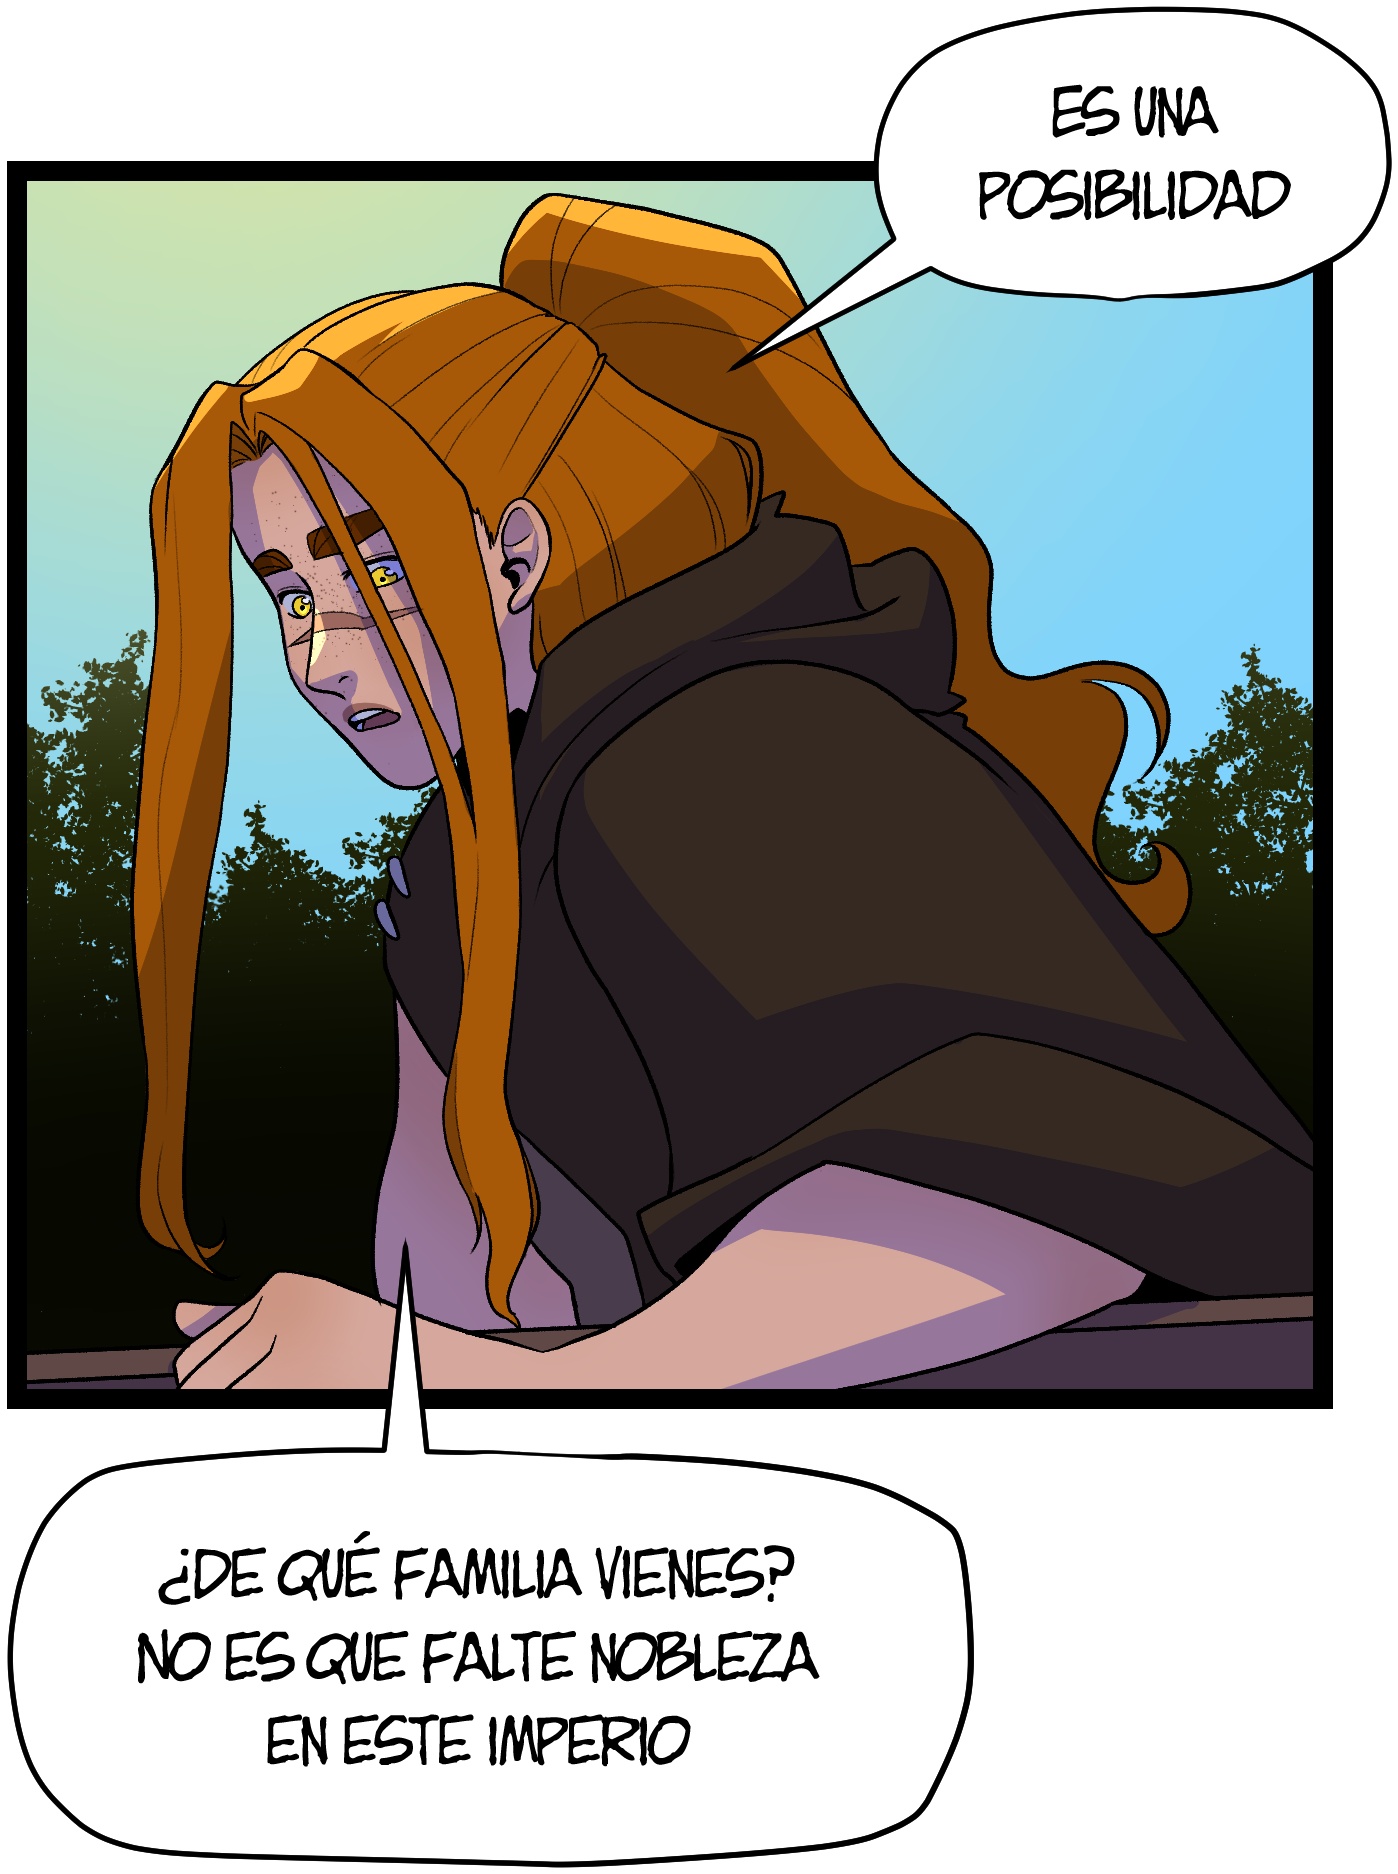 ES UNA
POSIBILIDAD
¿DE QUÉ FAMILIA VIENES?
NO ES QUE FALTE NOBLEZA
EN ESTE IMPERIO